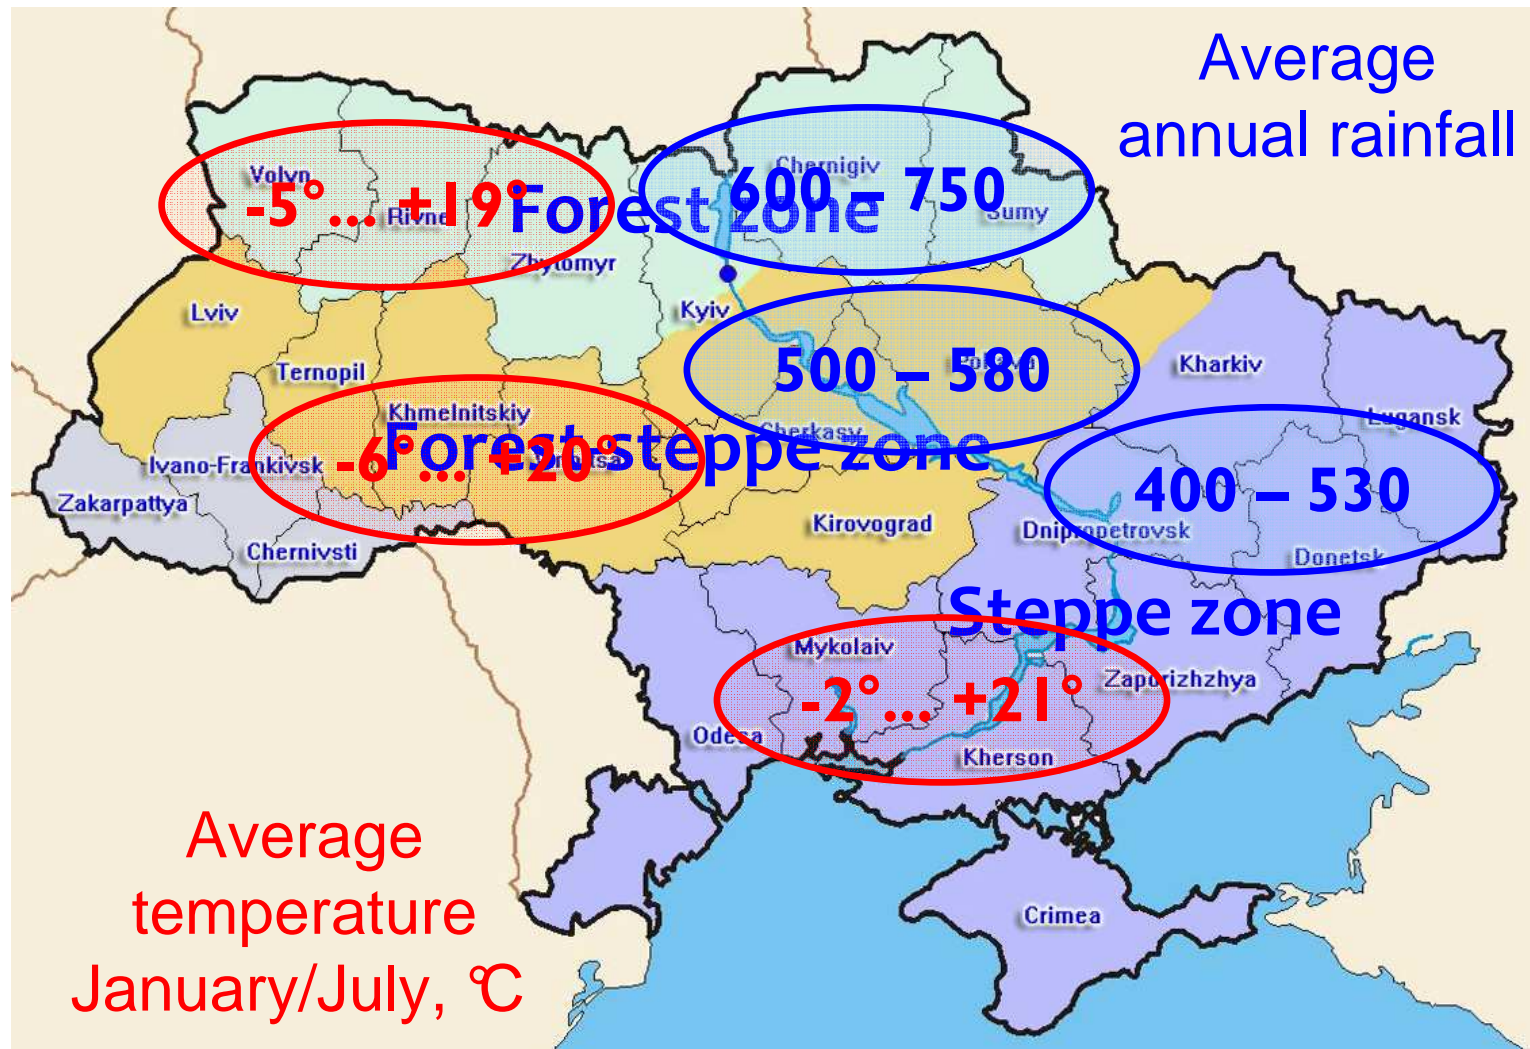 Average
annual rainfall
Volyn
Rivne
Zhytomyr
Chernigiv
Sumy
-5°... +19°
Forest zone
600 – 750
Lviv
Kyiv
Ternopil
Khmelnitskiy
500 – 580
Poltava
Kharkiv
Lugansk
Cherkasy
Ivano-Frankivsk
-6°... +20°
Forest-steppe zone
Vinnitsa
Zakarpattya
Chernivsti
Kirovograd
400 – 530
Dnipropetrovsk
Donetsk
Steppe zone
Mykolaiv
-2°... +21°
Zaporizhzhya
Odesa
Kherson
Crimea
Average
temperature
January/July, °C